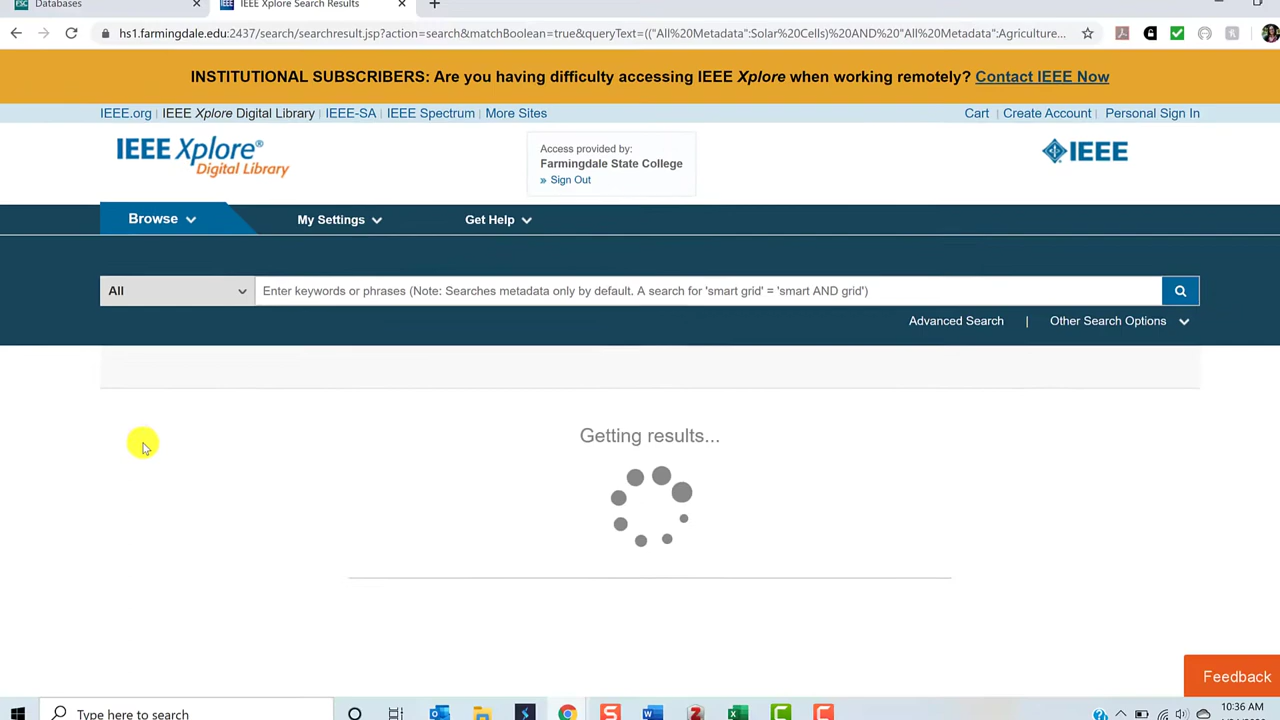 Databases
IEEE Xplore Search Results
hs1.farmingdale.edu:2437/search/searchresult.jsp?action=search&matchBoolean=true&queryText=(("All%20Metadata":Solar%20Cells)%20AND%20"All%20Metadata":Agriculture...
INSTITUTIONAL SUBSCRIBERS: Are you having difficulty accessing IEEE Xplore when working remotely? Contact IEEE Now
IEEE.org | IEEE Xplore Digital Library | IEEE-SA | IEEE Spectrum | More Sites
Cart | Create Account | Personal Sign In
IEEE Xplore®
Digital Library
Access provided by:
Farmingdale State College
» Sign Out
IEEE
Browse
My Settings
Get Help
All
Enter keywords or phrases (Note: Searches metadata only by default. A search for 'smart grid' = 'smart AND grid')
Advanced Search | Other Search Options
Getting results...
Feedback
Type here to search
10:36 AM